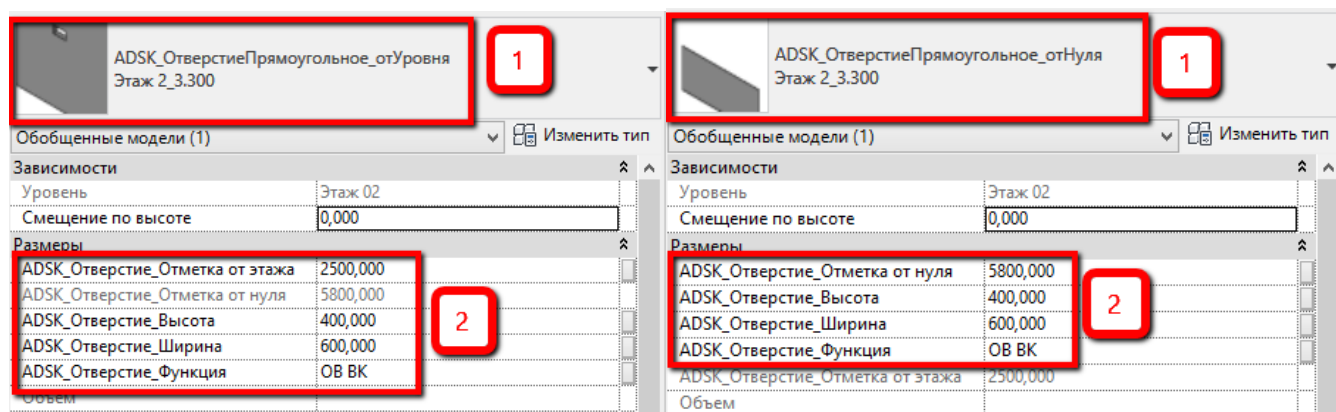 ADSK_ОтверстиеПрямоугольное_отУровня
Этаж 2_3.300
1
Обобщенные модели (1)
Изменить тип
Зависимости
Уровень Этаж 02
Смещение по высоте 0,000
Размеры
ADSK_Отверстие_Отметка от этажа 2500,000
ADSK_Отверстие_Отметка от нуля 5800,000
ADSK_Отверстие_Высота 400,000
ADSK_Отверстие_Ширина 600,000
ADSK_Отверстие_Функция ОВ ВК
2
Объем
ADSK_ОтверстиеПрямоугольное_отНуля
Этаж 2_3.300
1
Обобщенные модели (1)
Изменить тип
Зависимости
Уровень Этаж 02
Смещение по высоте 0,000
Размеры
ADSK_Отверстие_Отметка от нуля 5800,000
ADSK_Отверстие_Высота 400,000
ADSK_Отверстие_Ширина 600,000
ADSK_Отверстие_Функция ОВ ВК
2
ADSK_Отверстие_Отметка от этажа 2500,000
Объем